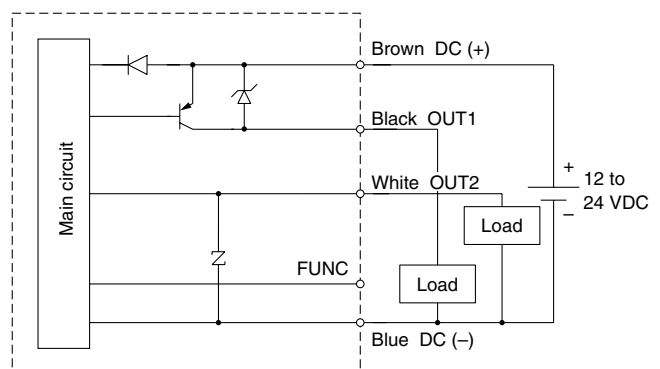 Main circuit
Brown DC (+)
Black OUT1
White OUT2
FUNC
Blue DC (–)
Load
Load
+
12 to
– 24 VDC